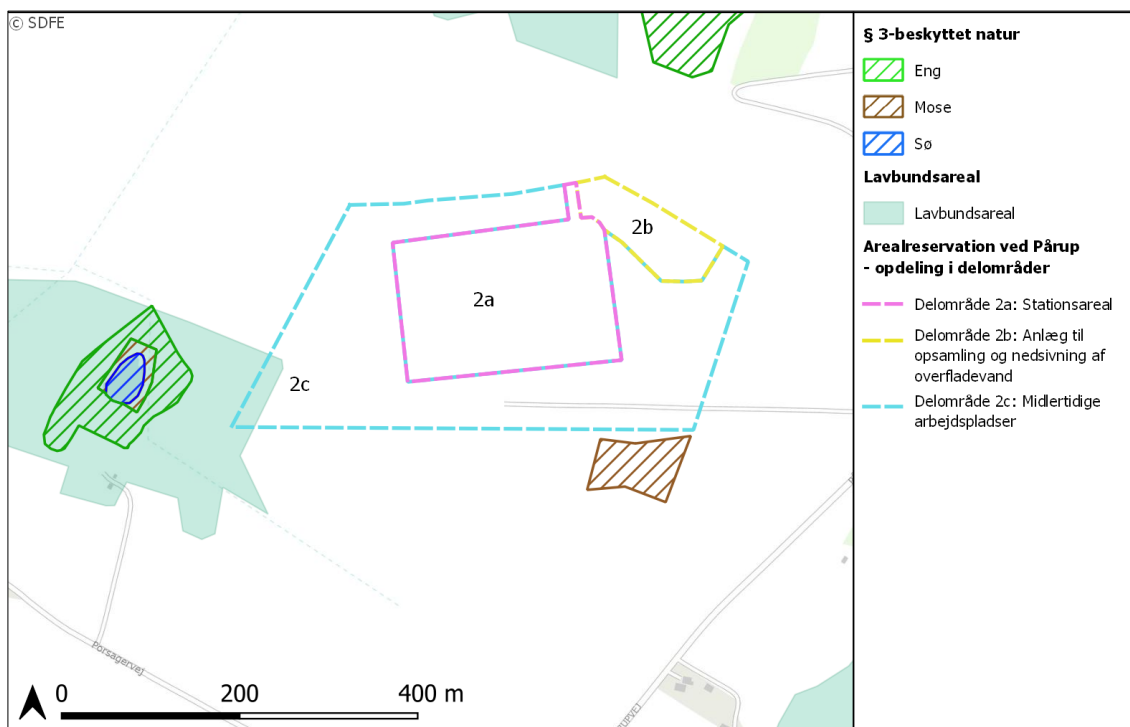 © SDFE
2a
2b
2c
Porsagervej
0
200
400 m
§ 3-beskyttet natur
Eng
Mose
Sø
Lavbundsareal
Lavbundsareal
Arealreservation ved Pårup
- opdeling i delområder
Delområde 2a: Stationsareal
Delområde 2b: Anlæg til
opsamling og nedsivning af
overfladevand
Delområde 2c: Midlertidige
arbejdspladser